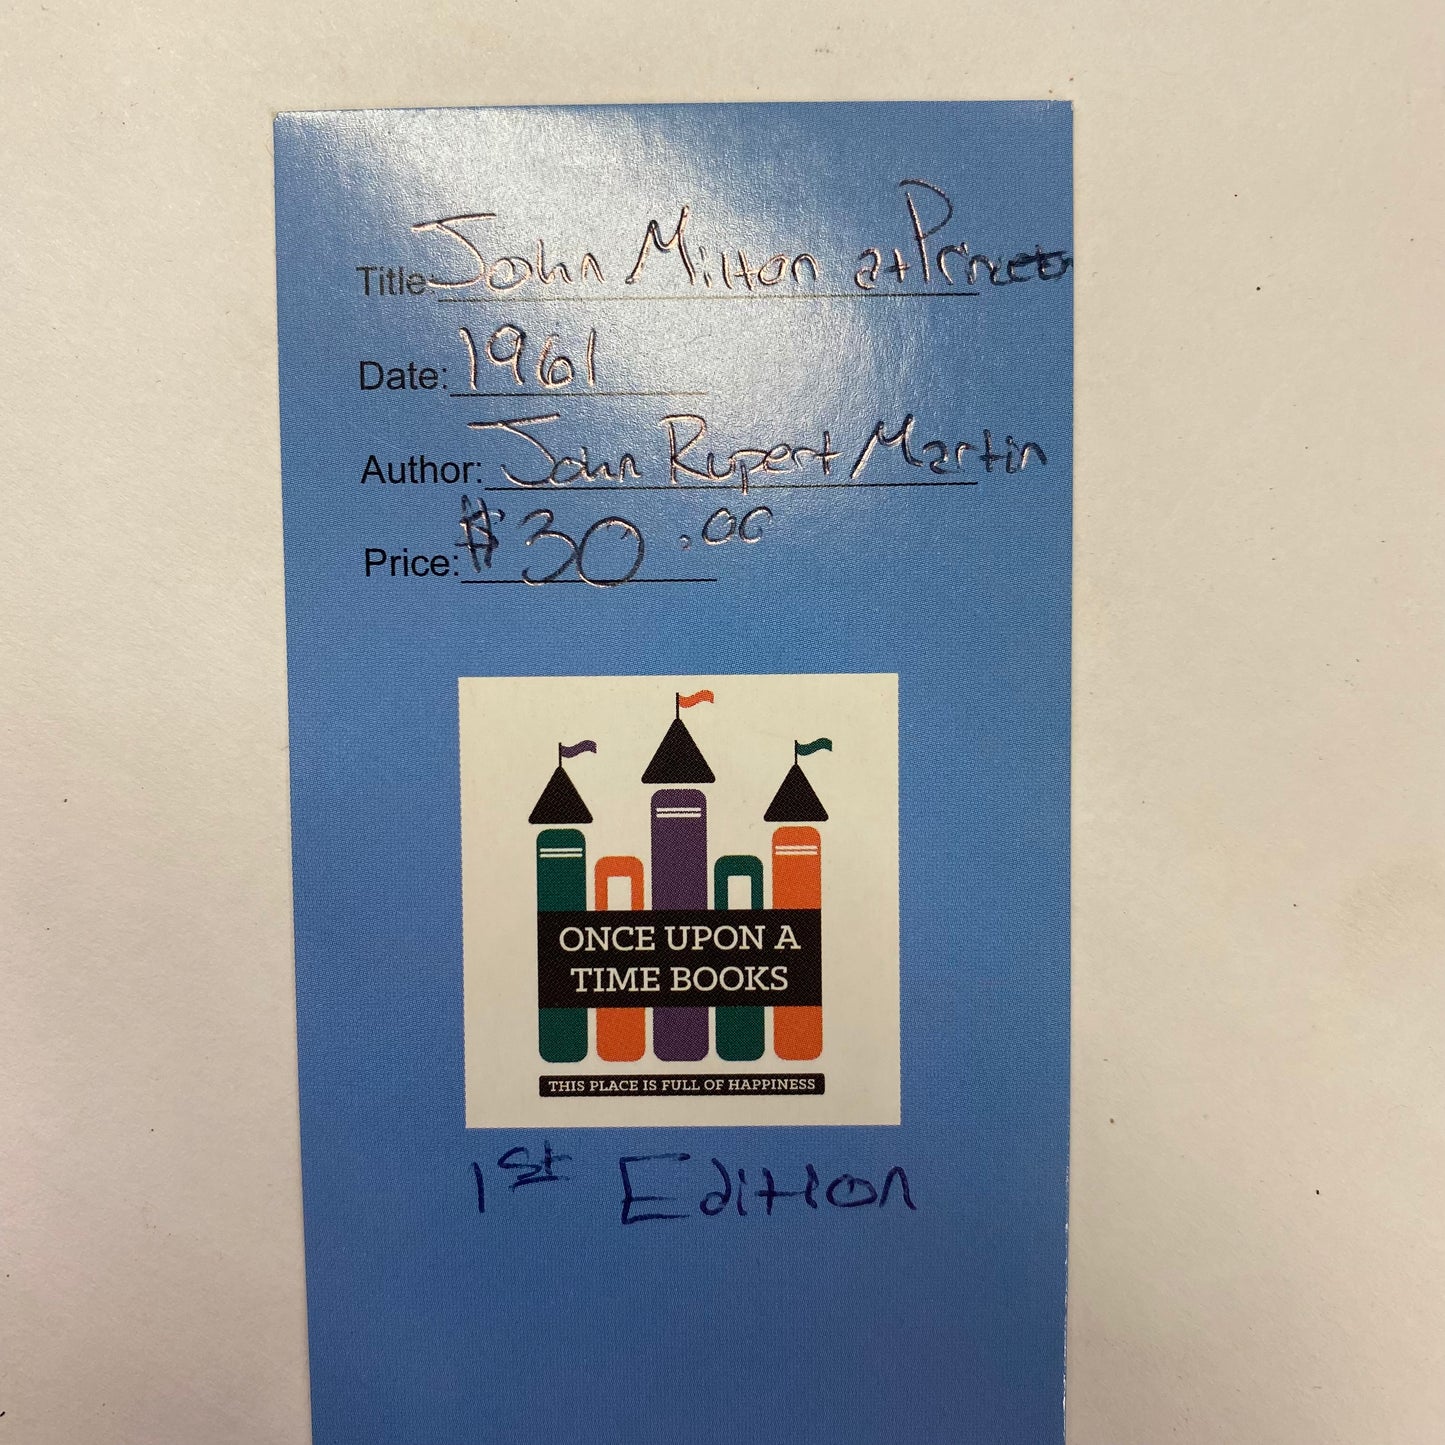 Title: John Milton at Princeto
Date: 1961
Author: John Rupert Martin
Price: $30.00
ONCE UPON A
TIME BOOKS
THIS PLACE IS FULL OF HAPPINESS
1st Edition